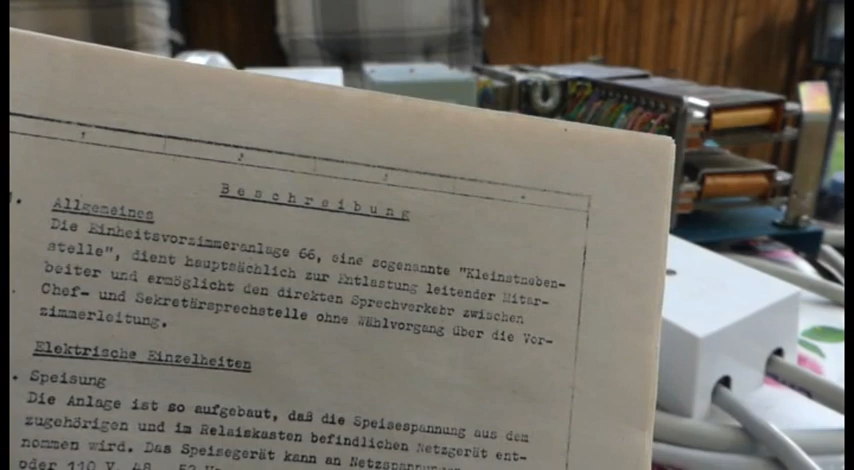 Beschreibung
Allgemeines
Die Einheitsvorzimmeranlage 66, eine sogenannte "Kleinstneben-
stelle", dient hauptsächlich zur Entlastung leitender Mitar-
beiter und ermöglicht den direkten Sprechverkehr zwischen
Chef- und Sekretärsprechstelle ohne Wählvorgang über die Vor-
zimmerleitung.
Elektrische Einzelheiten
Speisung
Die Anlage ist so aufgebaut, daß die Speisespannung aus dem
zugehörigen und im Relaiskasten befindlichen Netzgerät ent-
nommen wird. Das Speisegerät kann an
oder 110 V, 48